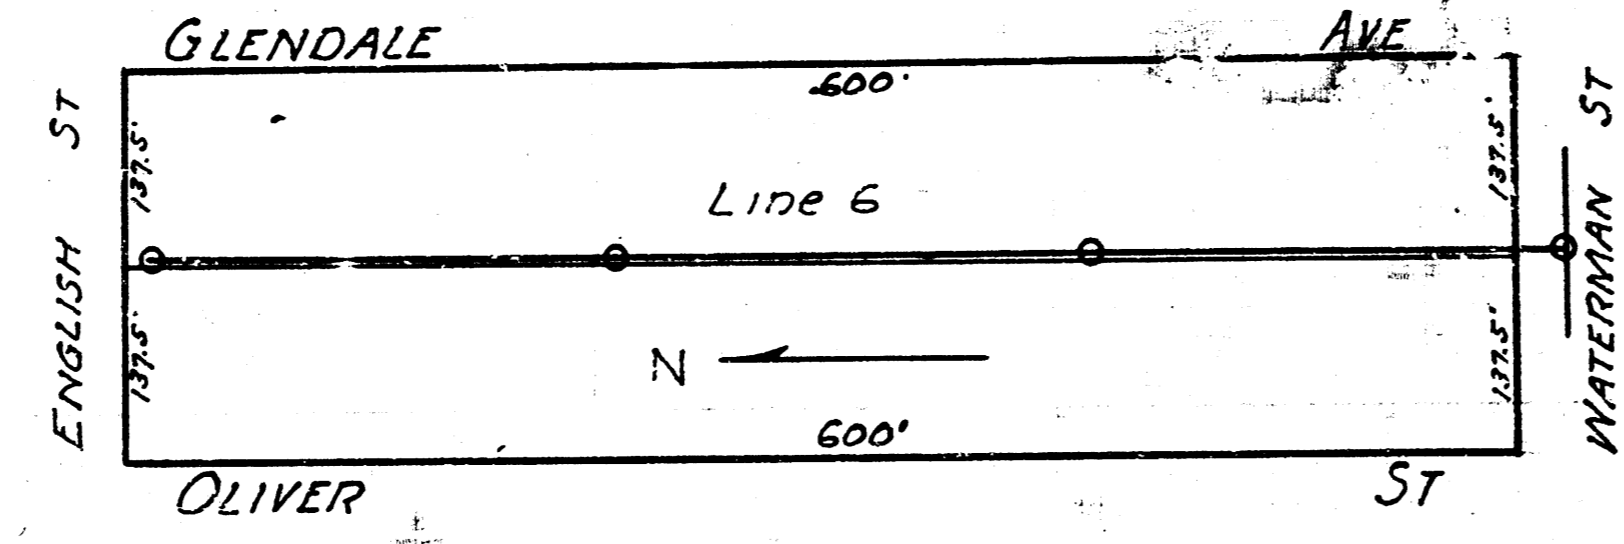 GLENDALE AVE
600'
ENGLISH ST
137.5'
137.5'
WATERMAN ST
Line 6
137.5'
137.5'
N
600'
OLIVER ST